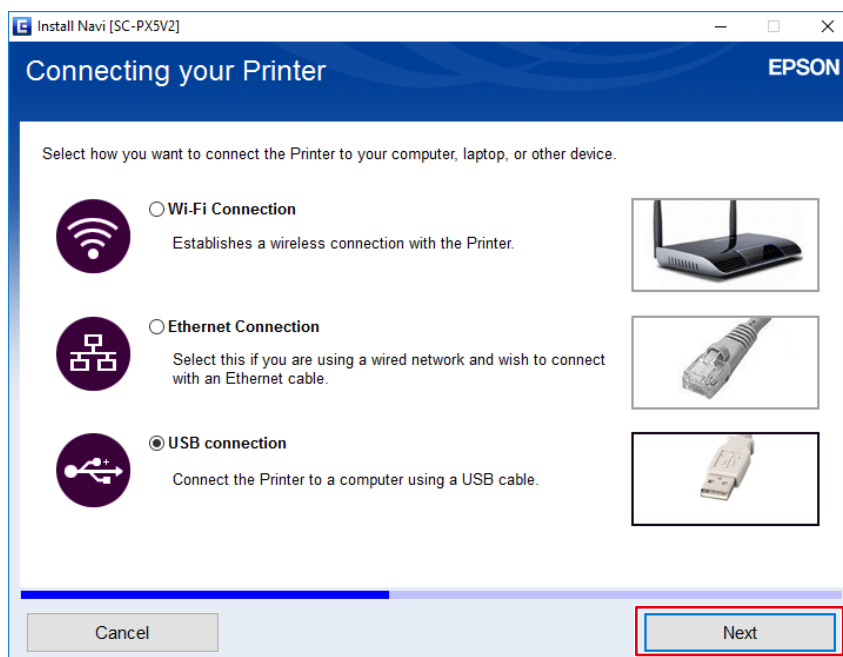 Install Navi [SC-PX5V2]
Connecting your Printer
EPSON
Select how you want to connect the Printer to your computer, laptop, or other device.
Wi-Fi Connection
Establishes a wireless connection with the Printer.
Ethernet Connection
Select this if you are using a wired network and wish to connect
with an Ethernet cable.
USB connection
Connect the Printer to a computer using a USB cable.
Cancel
Next